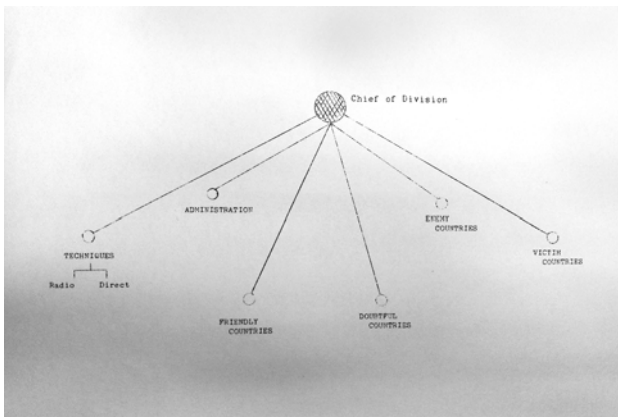 Chief of Division
ADMINISTRATION
ENEMY
COUNTRIES
TECHNIQUES
Radio Direct
VICTIM
COUNTRIES
FRIENDLY
COUNTRIES
DOUBTFUL
COUNTRIES